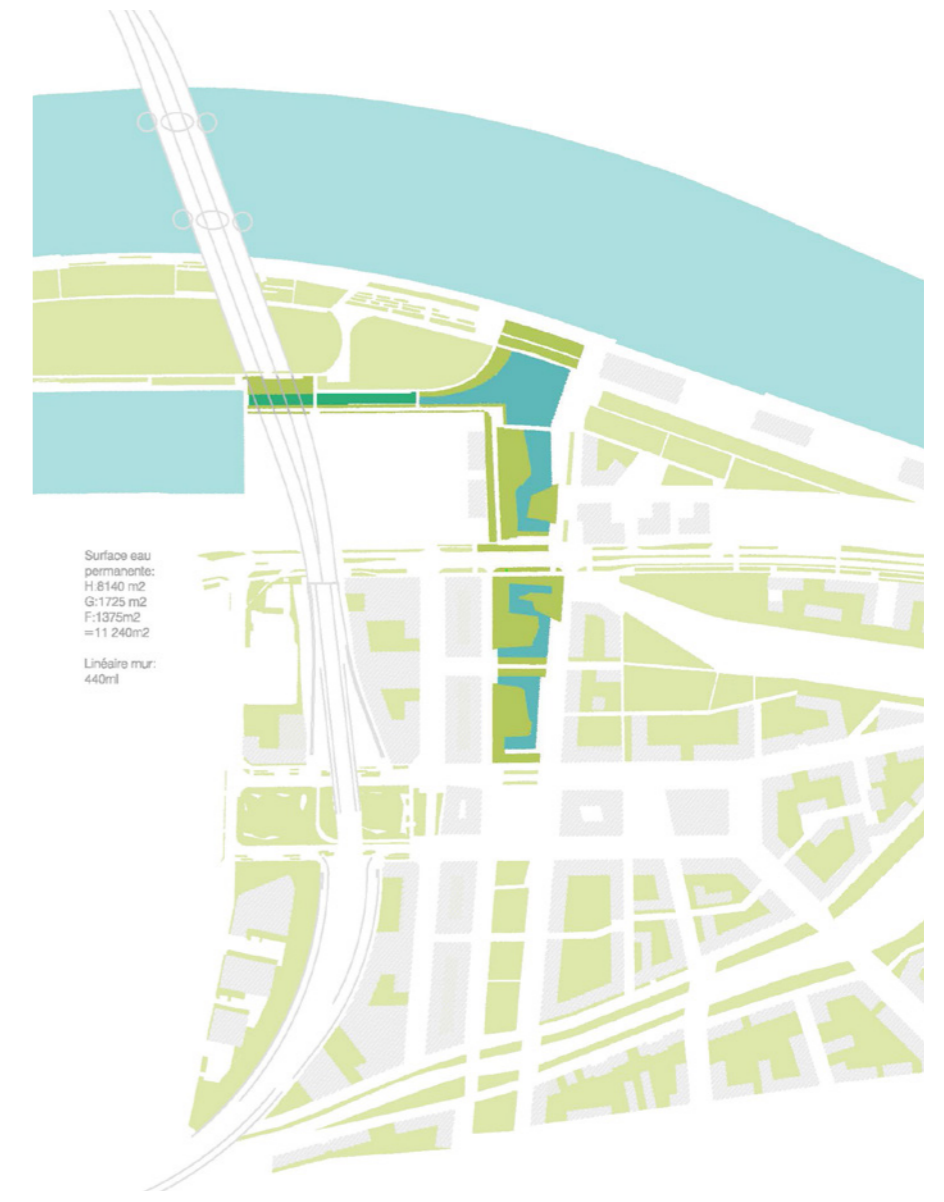 Surface eau
permanente:
H:8140 m2
G:1725 m2
F:1375m2
=11 240m2
Linéaire mur:
440ml